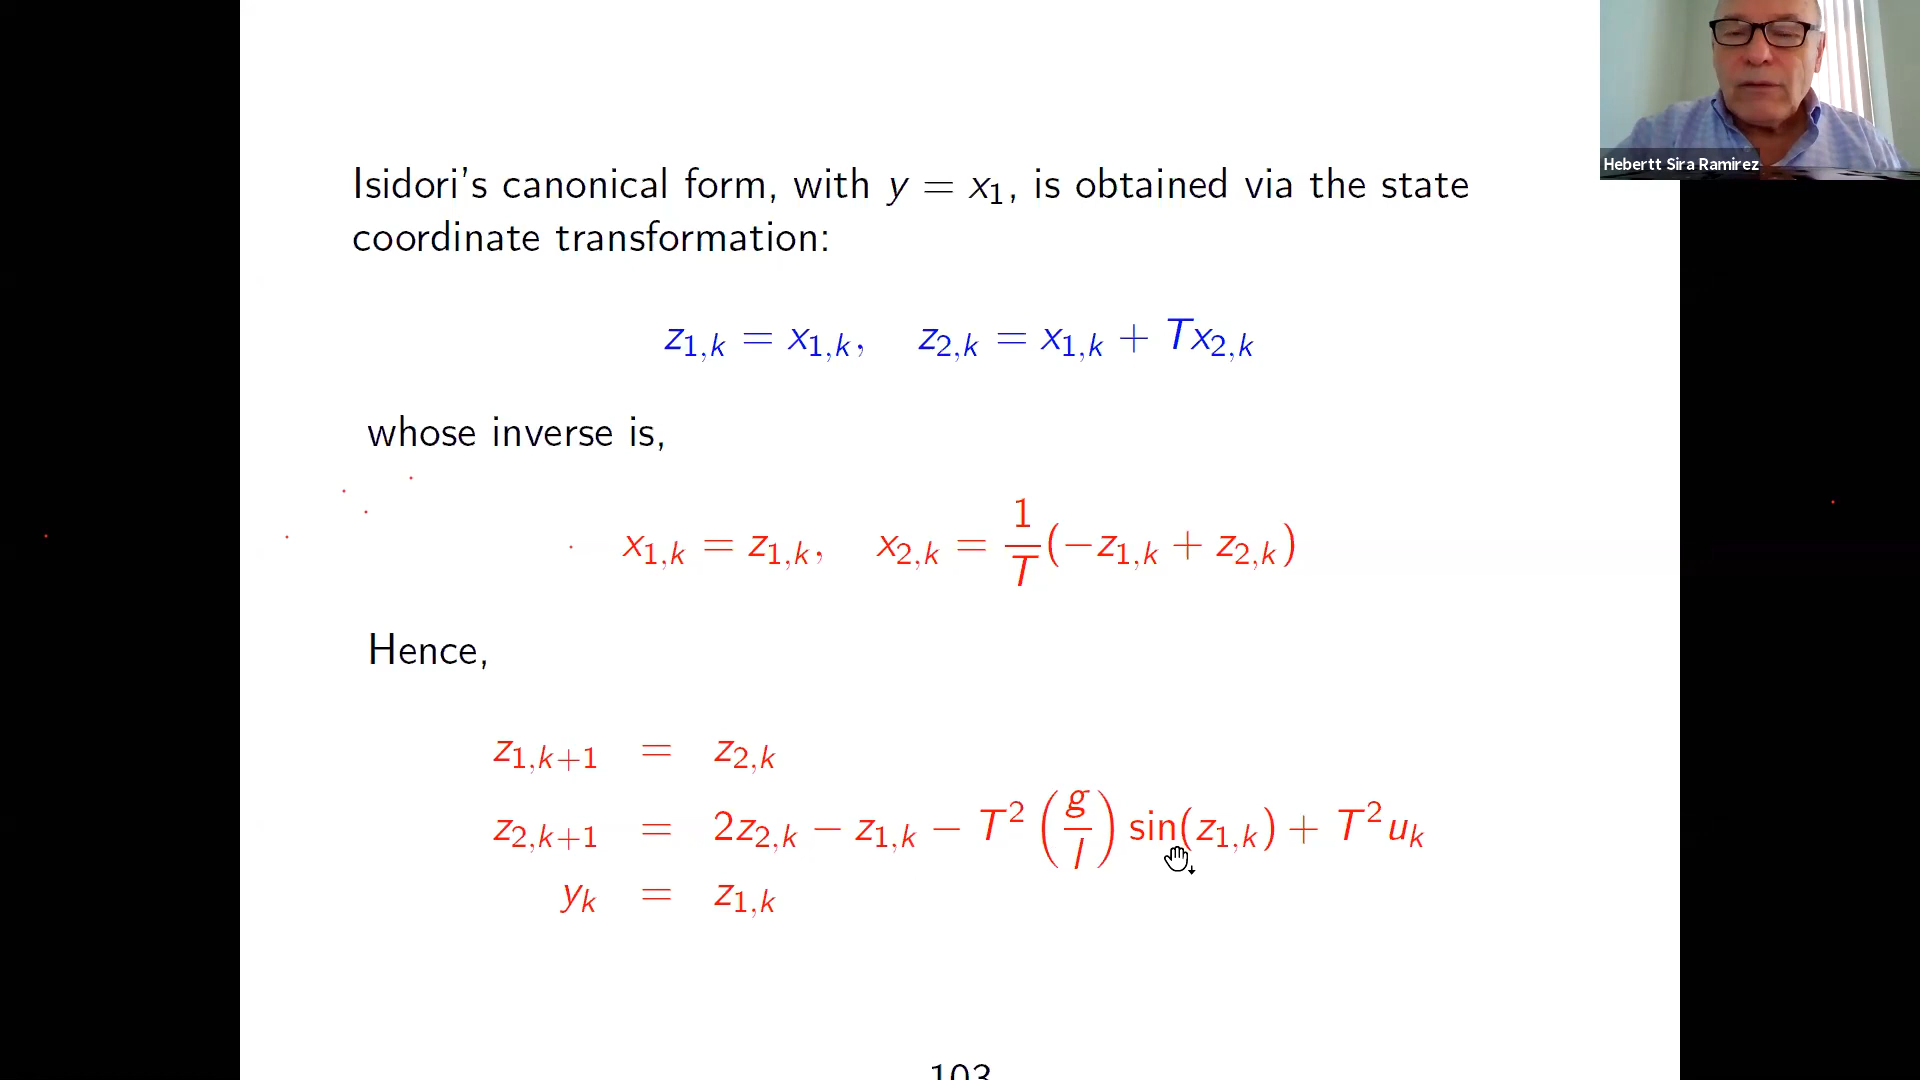 Hebertt Sira Ramirez
Isidori's canonical form, with y = x₁, is obtained via the state
coordinate transformation:
z₁,ₖ = x₁,ₖ, z₂,ₖ = x₁,ₖ + Tx₂,ₖ
whose inverse is,
x₁,ₖ = z₁,ₖ, x₂,ₖ = 1/T(−z₁,ₖ + z₂,ₖ)
Hence,
z₁,ₖ₊₁ = z₂,ₖ
z₂,ₖ₊₁ = 2z₂,ₖ − z₁,ₖ − T² (g/l) sin(z₁,ₖ) + T²uₖ
yₖ = z₁,ₖ
103